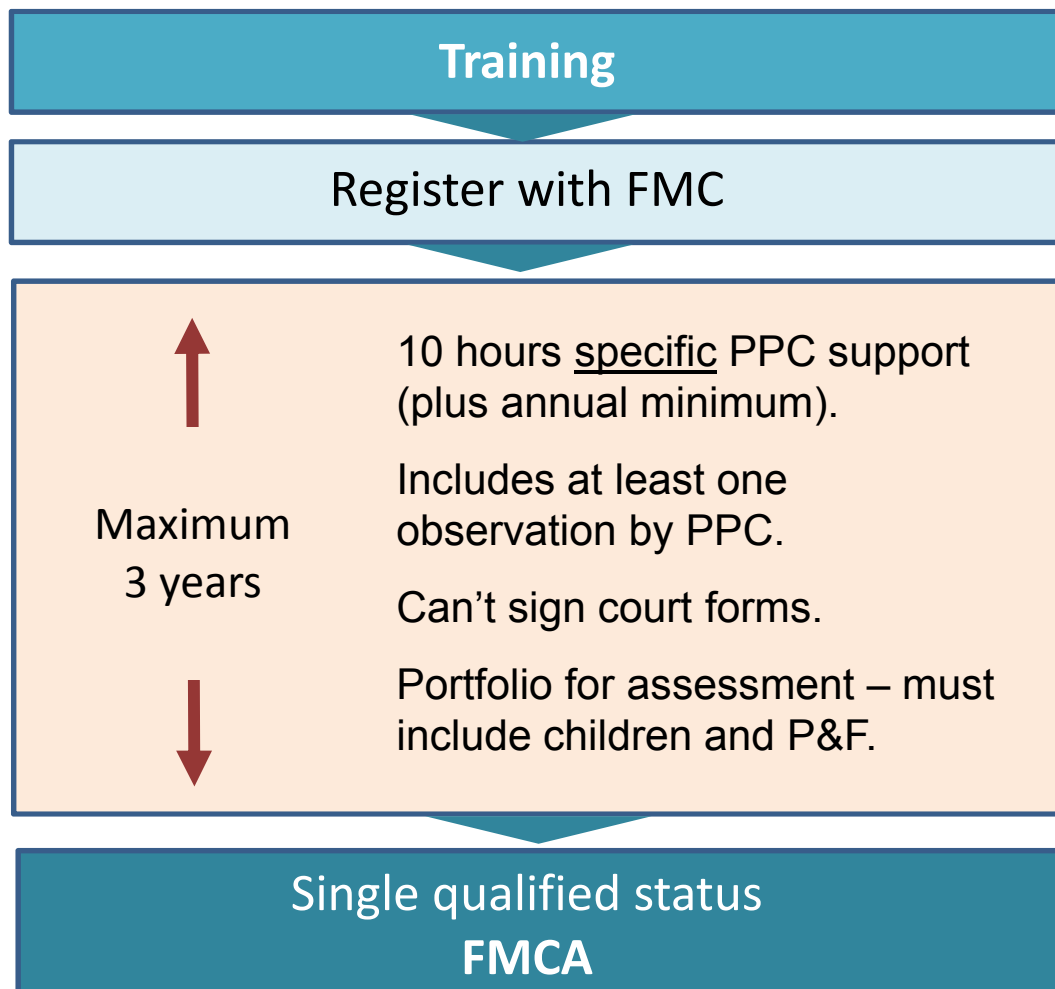 Training
Register with FMC
Maximum
3 years
10 hours specific PPC support
(plus annual minimum).
Includes at least one
observation by PPC.
Can’t sign court forms.
Portfolio for assessment – must
include children and P&F.
Single qualified status
FMCA